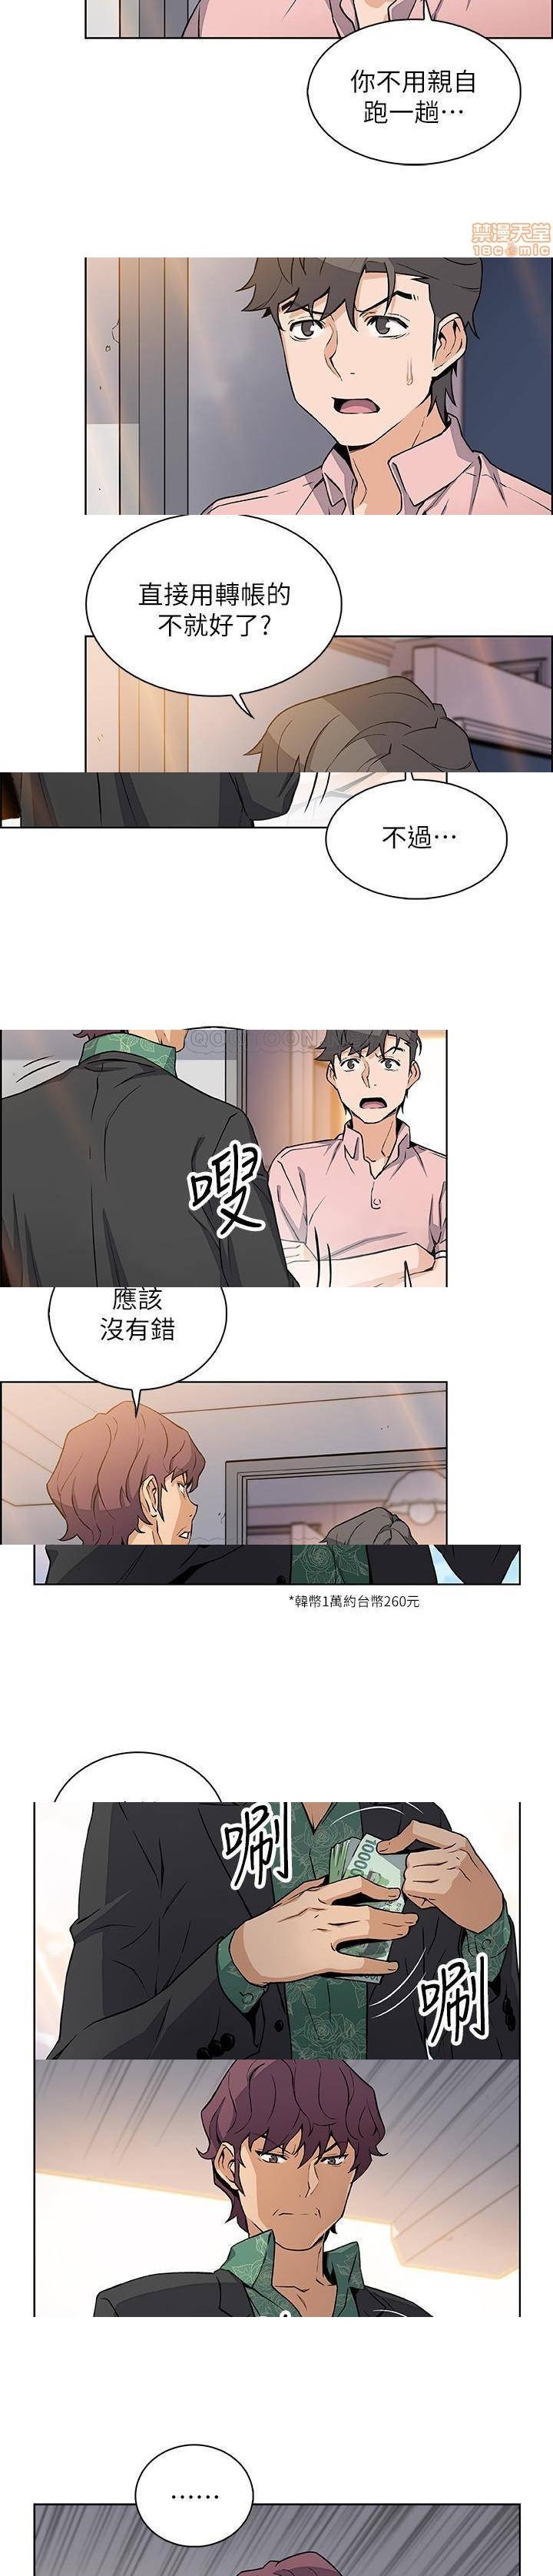 你不用親自
跑一趟⋯
禁漫天堂
18comic
直接用轉帳的
不就好了?
不過⋯
嗖
應該
沒有錯
*韓幣1萬約台幣260元
唰
唰
⋯⋯